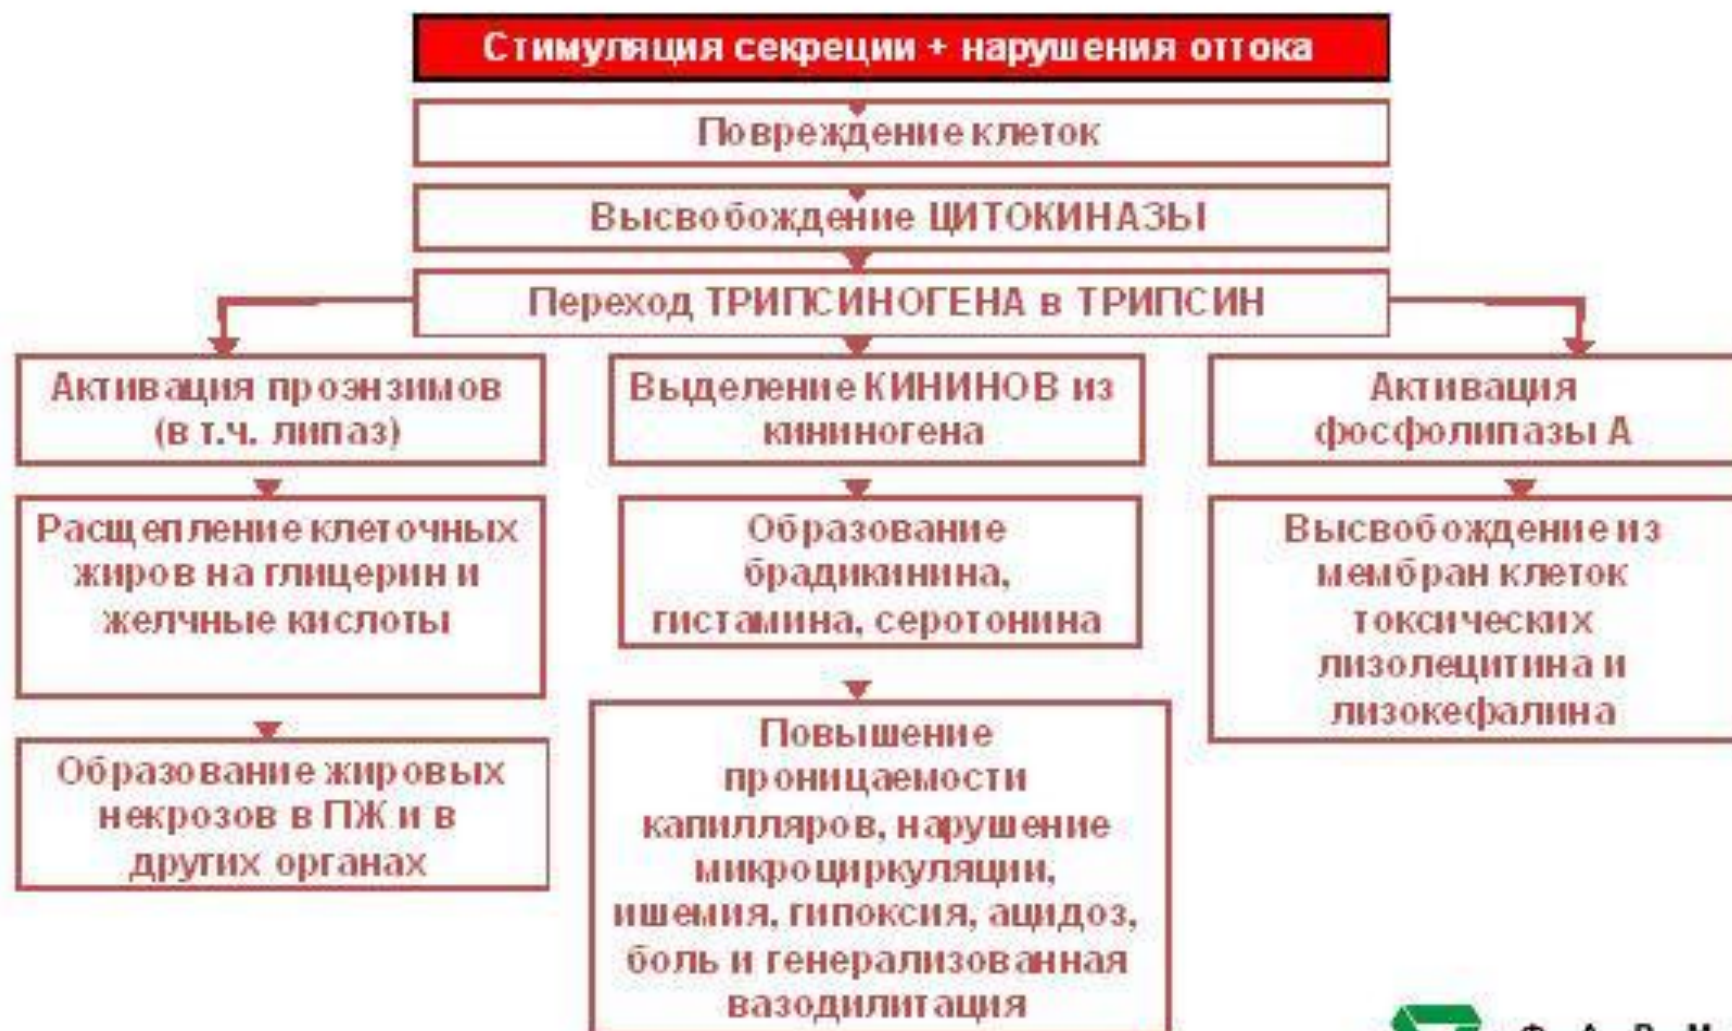 Стимуляция секреции + нарушения оттока
Повреждение клеток
Высвобождение ЦИТОКИНАЗЫ
Переход ТРИПСИНОГЕНА в ТРИПСИН
Активация проэнзимов
(в т.ч. липаз)
Выделение КИНИНОВ из
кининогена
Активация
фосфолипазы А
Расщепление клеточных
жиров на глицерин и
желчные кислоты
Образование
брадикинина,
гистамина, серотонина
Высвобождение из
мембран клеток
токсических
лизолецитина и
лизокефалина
Образование жировых
некрозов в ПЖ и в
других органах
Повышение
проницаемости
капилляров, нарушение
микроциркуляции,
ишемия, гипоксия, ацидоз,
боль и генерализованная
вазодилитация